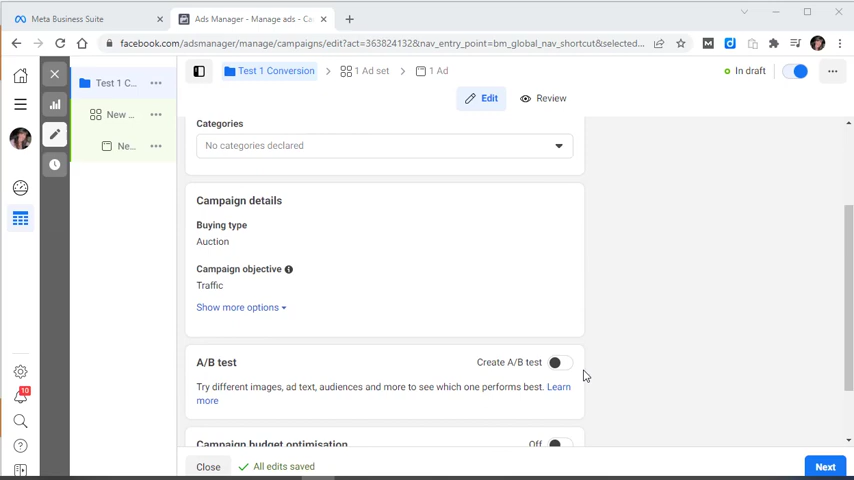 Meta Business Suite
Ads Manager - Manage ads - Ca
facebook.com/adsmanager/manage/campaigns/edit?act=363824132&nav_entry_point=bm_global_nav_shortcut&selected...
Test 1 C...
New ...
Ne...
10
Test 1 Conversion
1 Ad set
1 Ad
In draft
Edit
Review
Categories
No categories declared
Campaign details
Buying type
Auction
Campaign objective
Traffic
Show more options
A/B test
Create A/B test
Try different images, ad text, audiences and more to see which one performs best. Learn
more
Campaign budget optimisation
Off
Close
All edits saved
Next